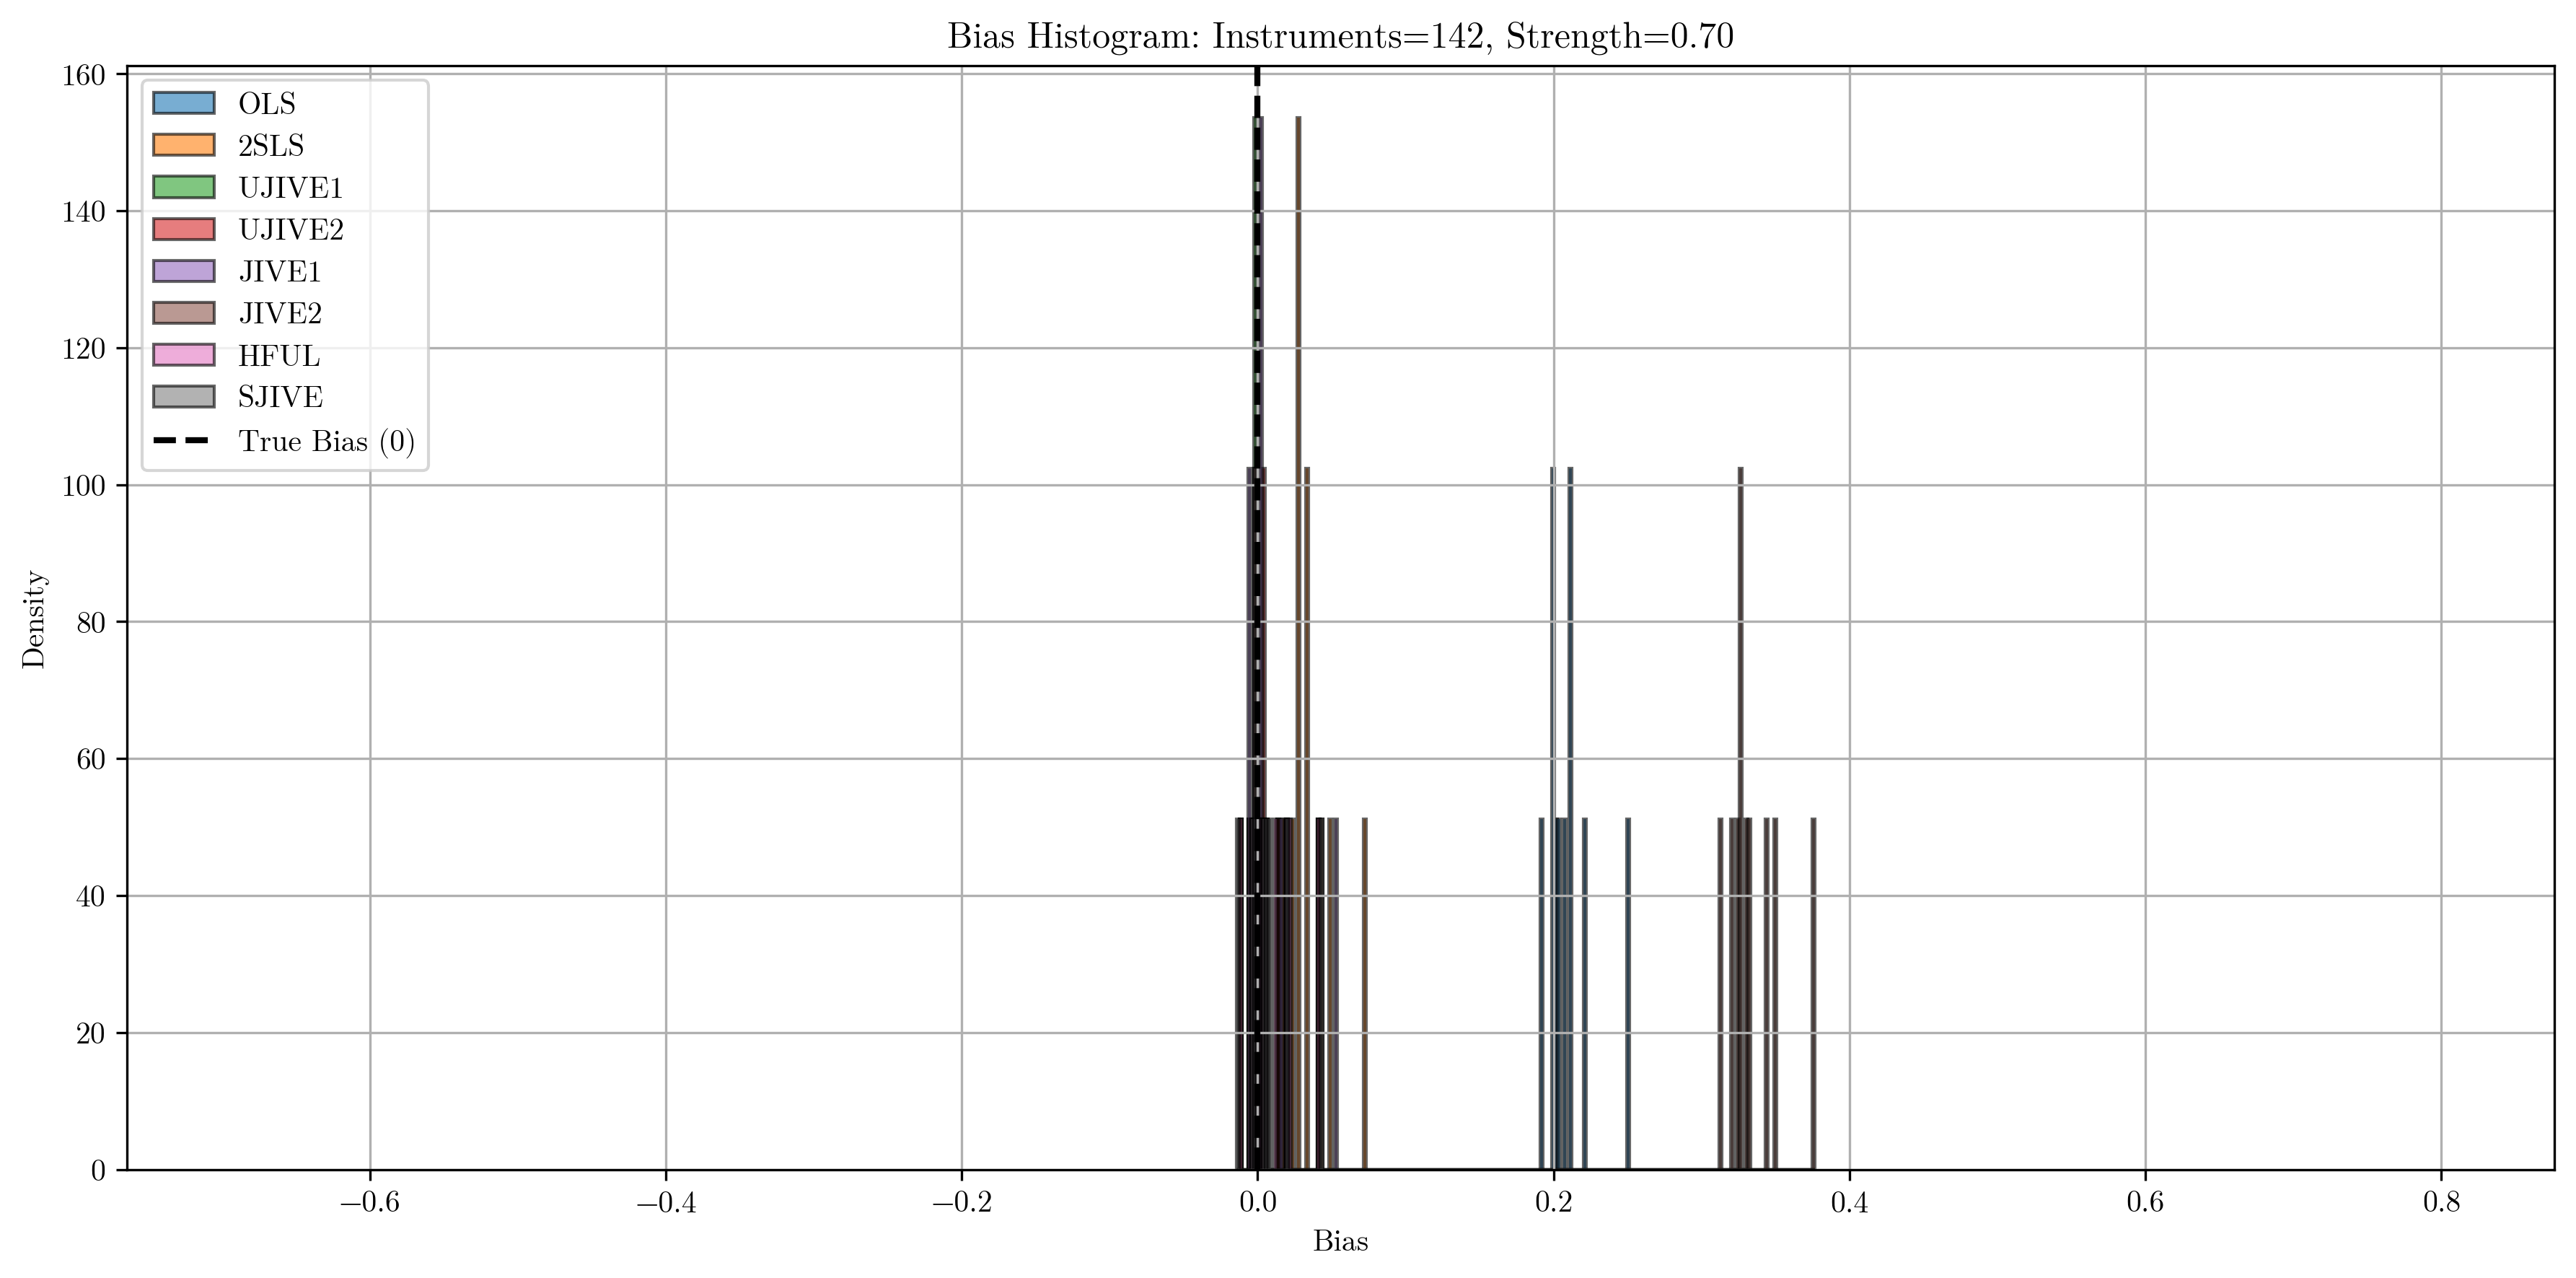 Bias Histogram: Instruments=142, Strength=0.70
160
140
120
100
80
60
40
20
0
Density
OLS
2SLS
UJIVE1
UJIVE2
JIVE1
JIVE2
HFUL
SJIVE
True Bias (0)
−0.6 −0.4 −0.2 0.0 0.2 0.4 0.6 0.8
Bias